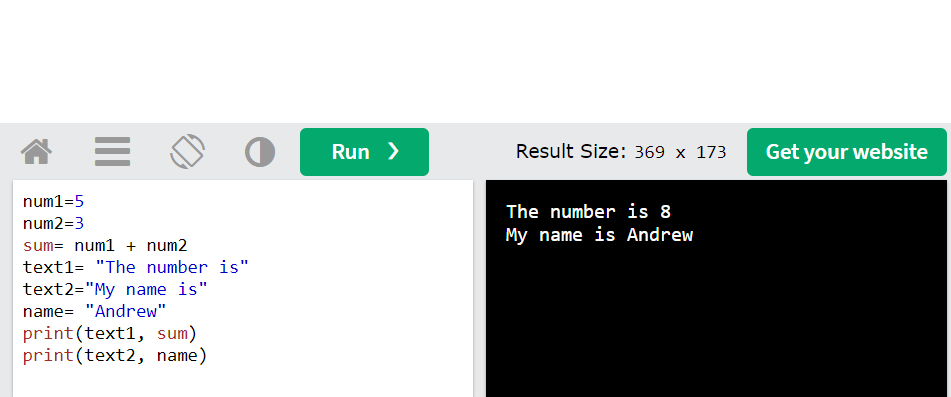 Run ❯
Result Size: 369 x 173
Get your website
num1=5
num2=3
sum= num1 + num2
text1= "The number is"
text2="My name is"
name= "Andrew"
print(text1, sum)
print(text2, name)
The number is 8
My name is Andrew